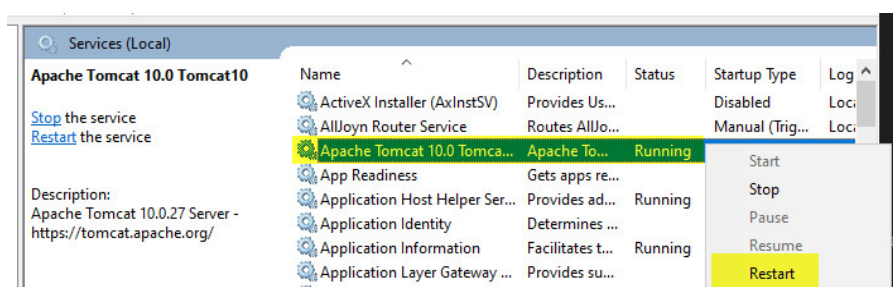 Services (Local)
Apache Tomcat 10.0 Tomcat10
Stop the service
Restart the service
Description:
Apache Tomcat 10.0.27 Server -
https://tomcat.apache.org/
Name Description Status Startup Type Log
ActiveX Installer (AxInstSV) Provides Us... Disabled Loca
AllJoyn Router Service Routes AllJo... Manual (Trig... Loca
Apache Tomcat 10.0 Tomca... Apache To... Running
App Readiness Gets apps re...
Application Host Helper Ser... Provides ad... Running
Application Identity Determines ...
Application Information Facilitates t... Running
Application Layer Gateway ... Provides su...
Start
Stop
Pause
Resume
Restart